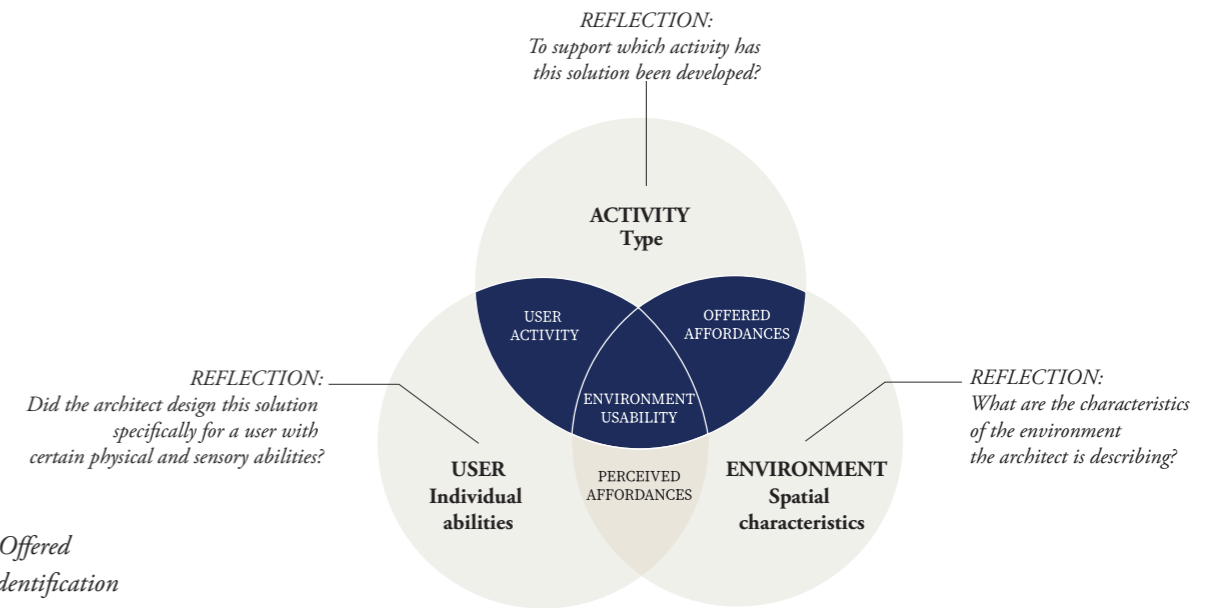 REFLECTION:
To support which activity has
this solution been developed?
ACTIVITY
Type
USER
ACTIVITY
OFFERED
AFFORDANCES
ENVIRONMENT
USABILITY
REFLECTION:
Did the architect design this solution
specifically for a user with
certain physical and sensory abilities?
REFLECTION:
What are the characteristics
of the environment
the architect is describing?
USER
Individual
abilities
PERCEIVED
AFFORDANCES
ENVIRONMENT
Spatial
characteristics
Offered
dentification